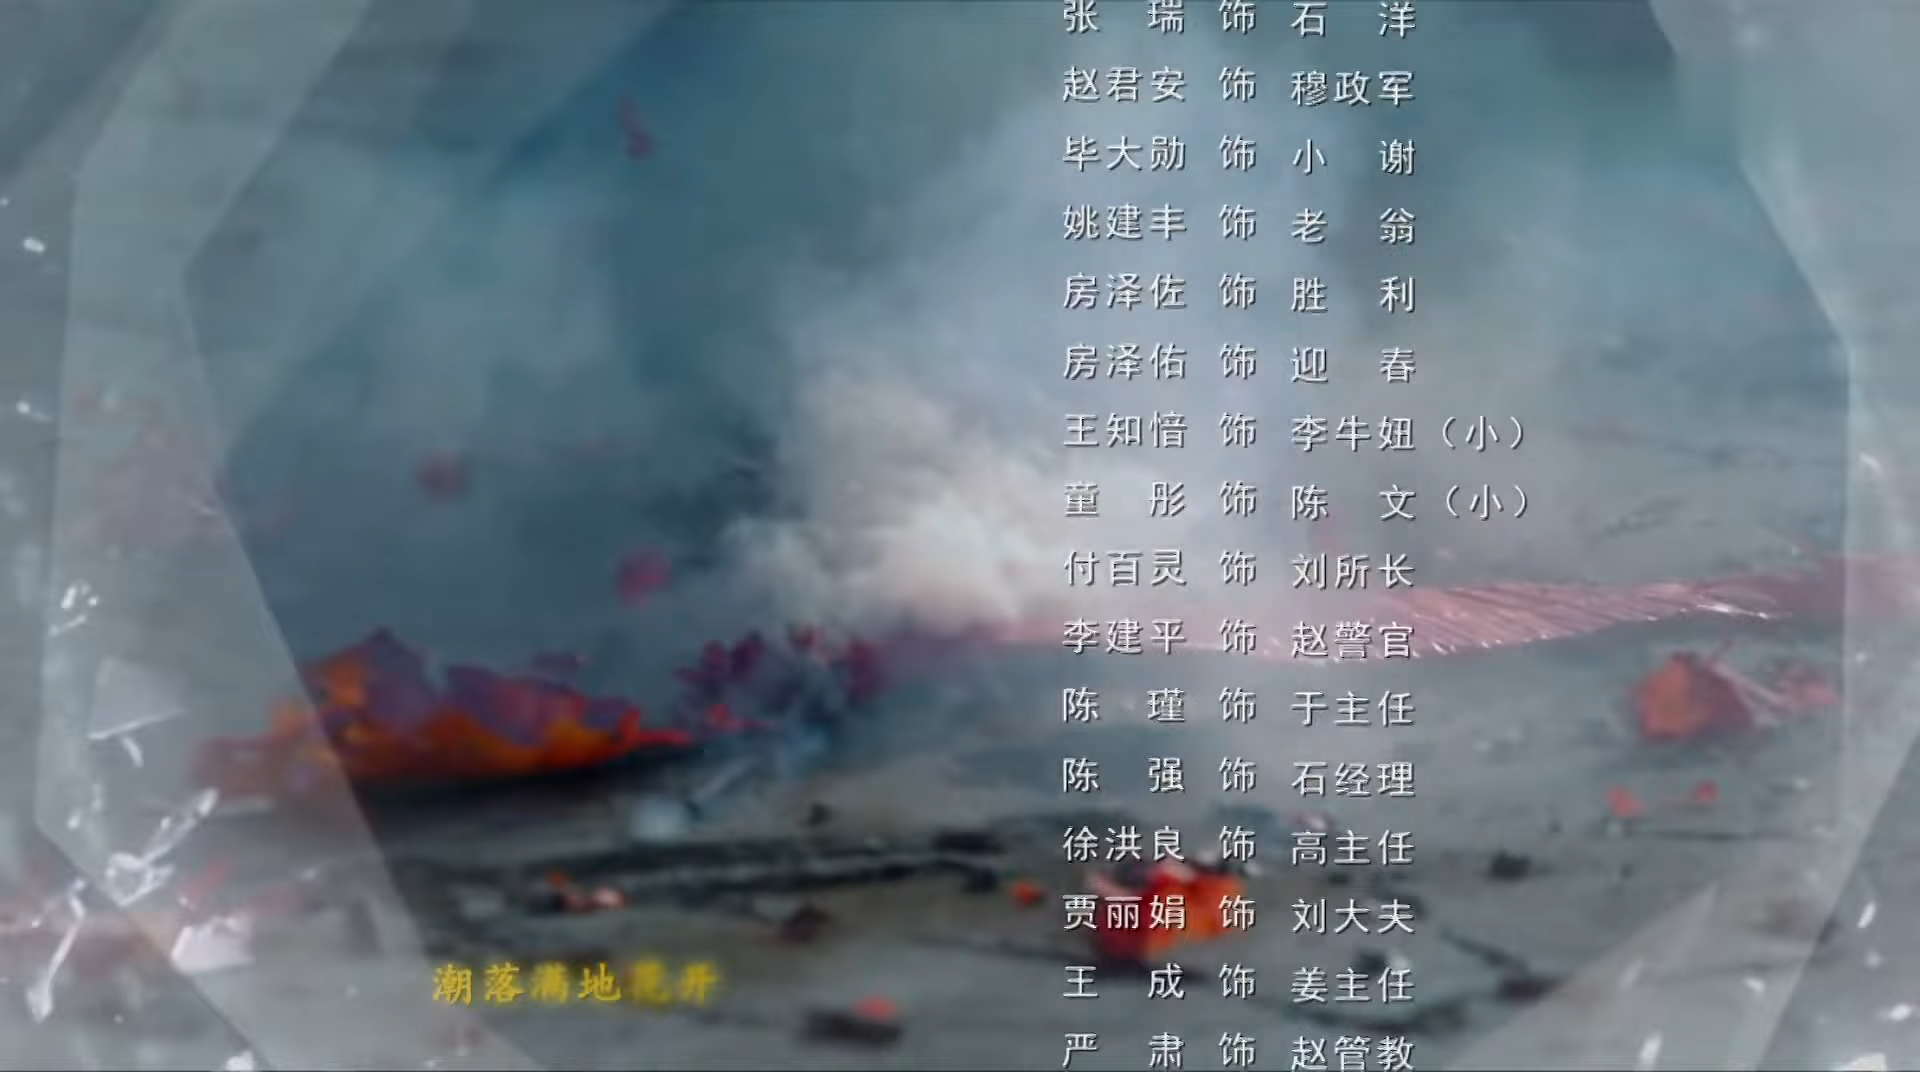 张瑞 饰 石洋
赵君安 饰 穆政军
毕大勋 饰 小谢
姚建丰 饰 老翁
房泽佐 饰 胜利
房泽佑 饰 迎春
王知愔 饰 李牛妞（小）
童彤 饰 陈文（小）
付百灵 饰 刘所长
李建平 饰 赵警官
陈瑾 饰 于主任
陈强 饰 石经理
徐洪良 饰 高主任
贾丽娟 饰 刘大夫
王成 饰 姜主任
严肃 饰 赵管教
潮落满地花开